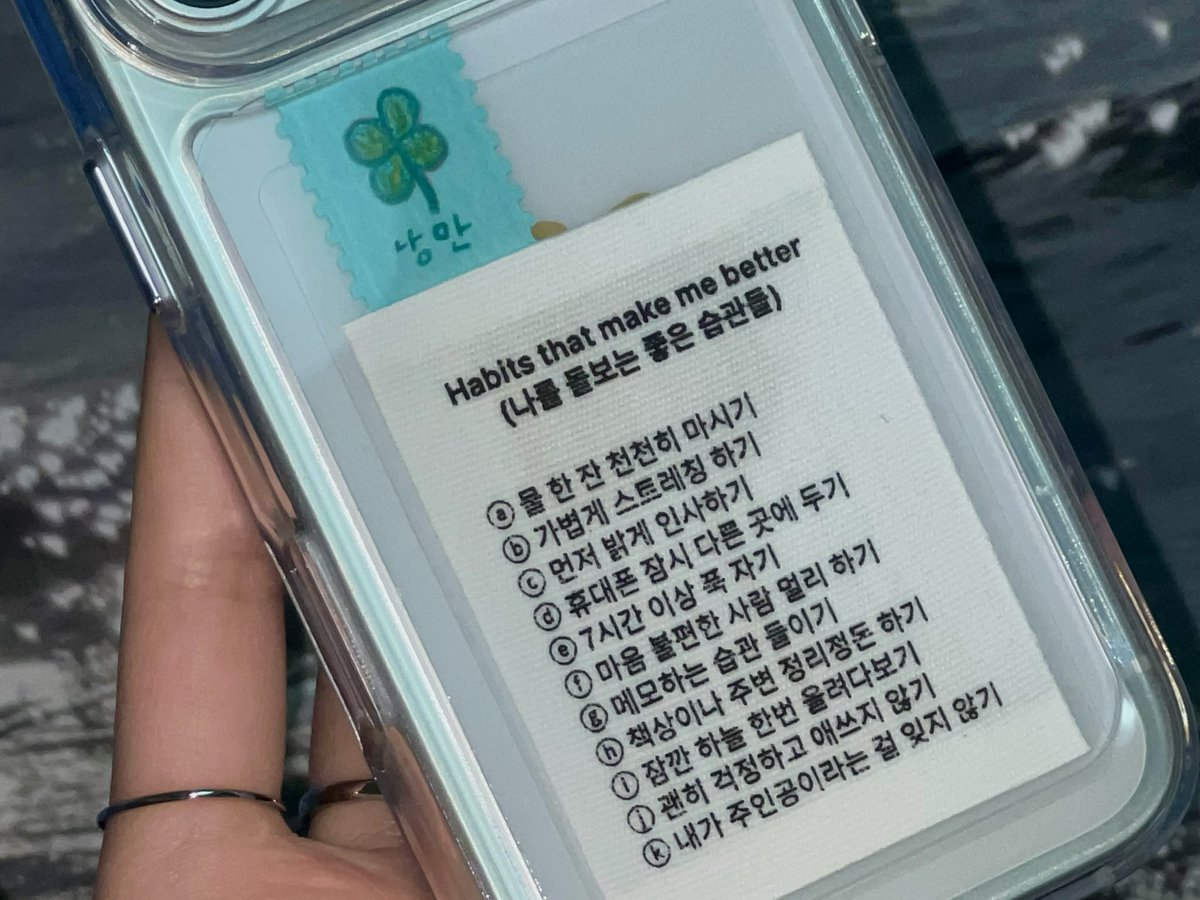 낭만
Habits that make me better
(나를 돌보는 좋은 습관들)
ⓐ 물 한 잔 천천히 마시기
ⓑ 가볍게 스트레칭 하기
ⓒ 먼저 밝게 인사하기
ⓓ 휴대폰 잠시 다른 곳에 두기
ⓔ 7시간 이상 푹 자기
ⓕ 마음 불편한 사람 멀리 하기
ⓖ 메모하는 습관 들이기
ⓗ 책상이나 주변 정리정돈 하기
ⓘ 잠깐 하늘 한번 올려다보기
ⓙ 괜히 걱정하고 애쓰지 않기
ⓚ 내가 주인공이라는 걸 잊지 않기